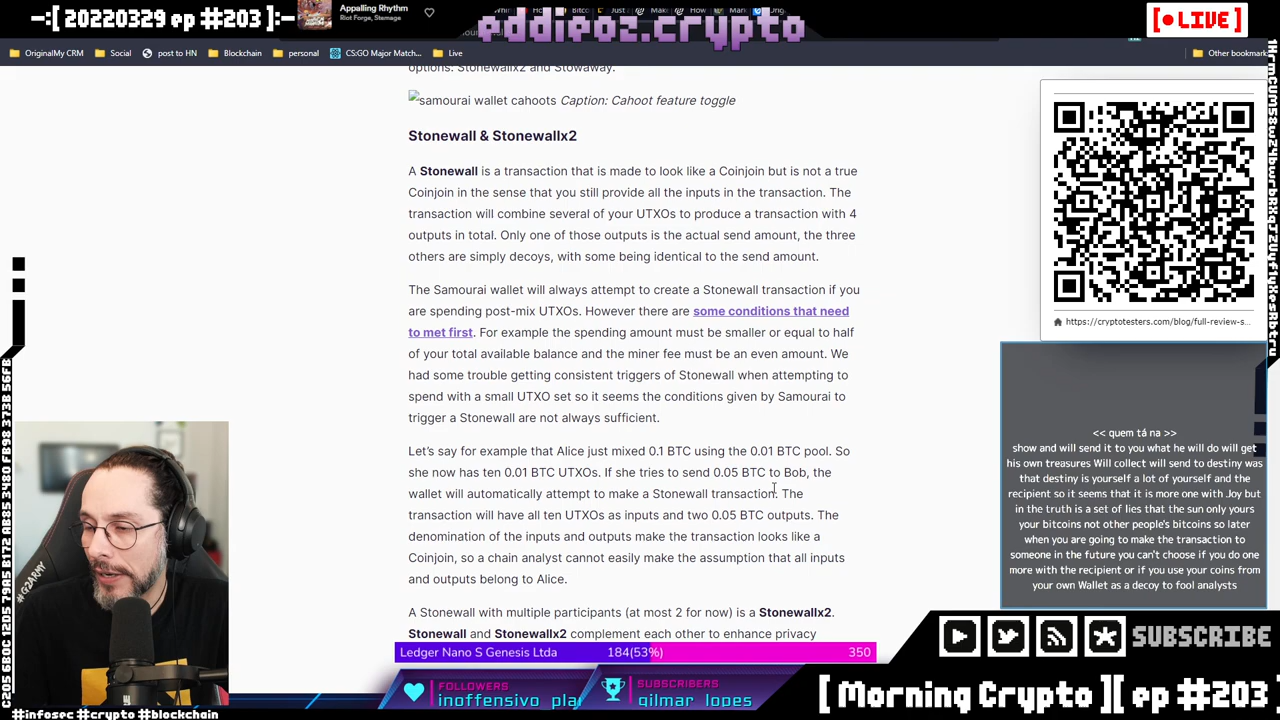 -:[ 20220329 ep #203 ]:-
Appalling Rhythm
Riot Forge, Stemage
eddieoz.crypto
[ LIVE ]
OriginalMy CRM
Social
post to HN
Blockchain
personal
CS:GO Major Match...
Live
Other bookmark
options: Stonewallx2 and Stowaway.
samourai wallet cahoots Caption: Cahoot feature toggle
Stonewall & Stonewallx2
A Stonewall is a transaction that is made to look like a Coinjoin but is not a true
Coinjoin in the sense that you still provide all the inputs in the transaction. The
transaction will combine several of your UTXOs to produce a transaction with 4
outputs in total. Only one of those outputs is the actual send amount, the three
others are simply decoys, with some being identical to the send amount.
The Samourai wallet will always attempt to create a Stonewall transaction if you
are spending post-mix UTXOs. However there are some conditions that need
to met first. For example the spending amount must be smaller or equal to half
of your total available balance and the miner fee must be an even amount. We
had some trouble getting consistent triggers of Stonewall when attempting to
spend with a small UTXO set so it seems the conditions given by Samourai to
trigger a Stonewall are not always sufficient.
Let's say for example that Alice just mixed 0.1 BTC using the 0.01 BTC pool. So
she now has ten 0.01 BTC UTXOs. If she tries to send 0.05 BTC to Bob, the
wallet will automatically attempt to make a Stonewall transaction. The
transaction will have all ten UTXOs as inputs and two 0.05 BTC outputs. The
denomination of the inputs and outputs make the transaction looks like a
Coinjoin, so a chain analyst cannot easily make the assumption that all inputs
and outputs belong to Alice.
A Stonewall with multiple participants (at most 2 for now) is a Stonewallx2.
Stonewall and Stonewallx2 complement each other to enhance privacy
https://cryptotesters.com/blog/full-review-s...
<< quem tá na >>
show and will send it to you what he will do will get
his own treasures Will collect will send to destiny was
that destiny is yourself a lot of yourself and the
recipient so it seems that it is more one with Joy but
in the truth is a set of lies that the sun only yours
your bitcoins not other people's bitcoins so later
when you are going to make the transaction to
someone in the future you can't choose if you do one
more with the recipient or if you use your coins from
your own Wallet as a decoy to fool analysts
Ledger Nano S Genesis Ltda
184(53%)
350
FOLLOWERS
inoffensivo_pla
SUBSCRIBERS
gilmar_lopes
SUBSCRIBE
[ Morning Crypto ][ ep #203 ]
#infosec #crypto #blockchain